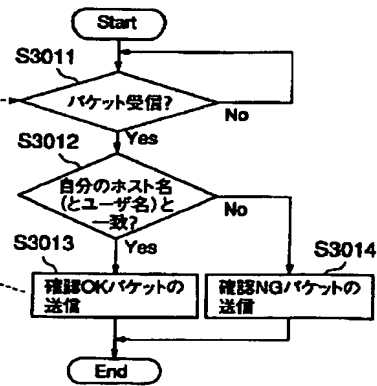 Start
S3011
パケット受信?
No
Yes
S3012
自分のホスト名
(とユーザ名)と
一致?
No
Yes
S3013
確認OKパケットの
送信
S3014
確認NGパケットの
送信
End